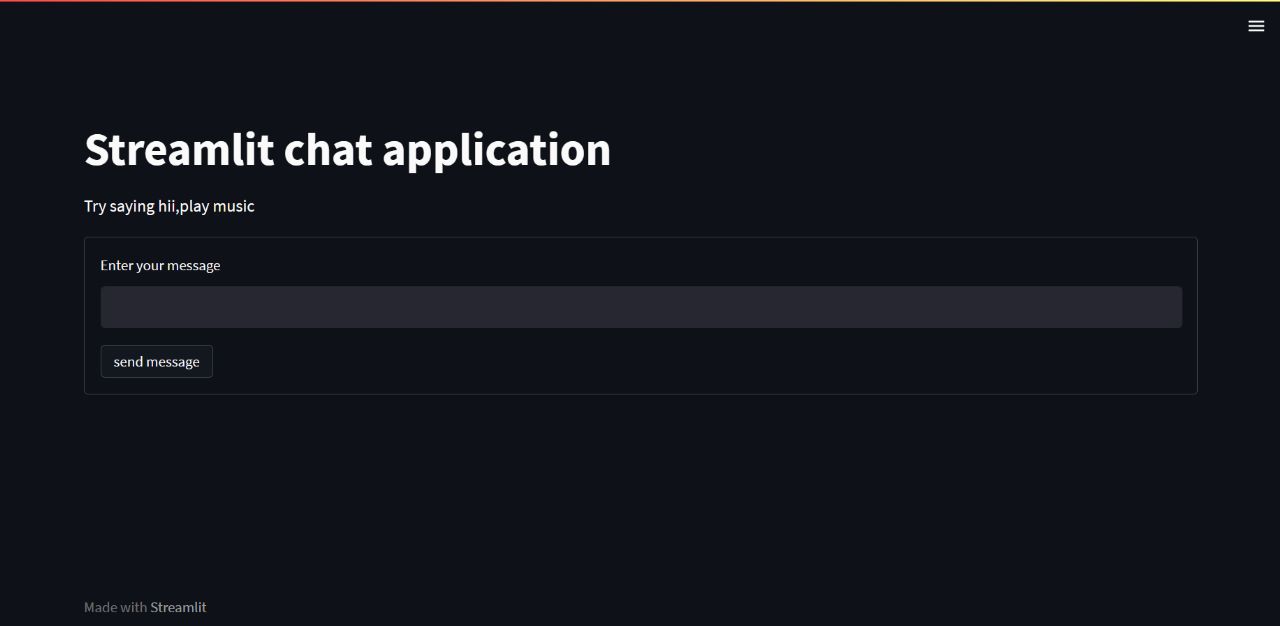 Streamlit chat application
Try saying hii,play music
Enter your message
send message
Made with Streamlit